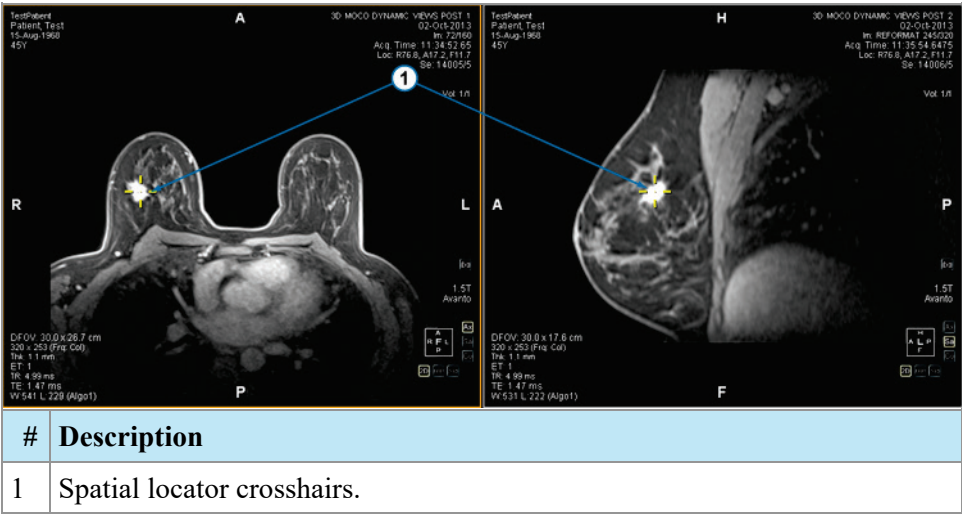 TestPatient
Patient, Test
15-Aug-1968
45Y
A
3D MOCO DYNAMIC VIEWS POST 1
02-Oct-2013
Im: 72/160
Acq. Time: 11:34:52.65
Loc: R76.8, A17.2, F11.7
Se: 14005/5
Vol: 1/1
R
L
1.5T
Avanto
DFOV: 30.0 x 26.7 cm
320 x 253 (Frq: Col)
Thk: 1.1 mm
ET: 1
TR: 4.99 ms
TE: 1.47 ms
W:541 L:229 (Algo1)
P
A
R F L
P
2D
TestPatient
Patient, Test
15-Aug-1968
45Y
H
3D MOCO DYNAMIC VIEWS POST 2
02-Oct-2013
Im: REFORMAT 245/320
Acq. Time: 11:35:54.6475
Loc: R76.8, A17.2, F11.7
Se: 14006/5
Vol: 1/1
A
P
1.5T
Avanto
DFOV: 30.0 x 17.6 cm
320 x 253 (Frq: Col)
Thk: 1.1 mm
ET: 1
TR: 4.99 ms
TE: 1.47 ms
W:531 L:222 (Algo1)
F
H
A L P
F
2D
1
# Description
1 Spatial locator crosshairs.